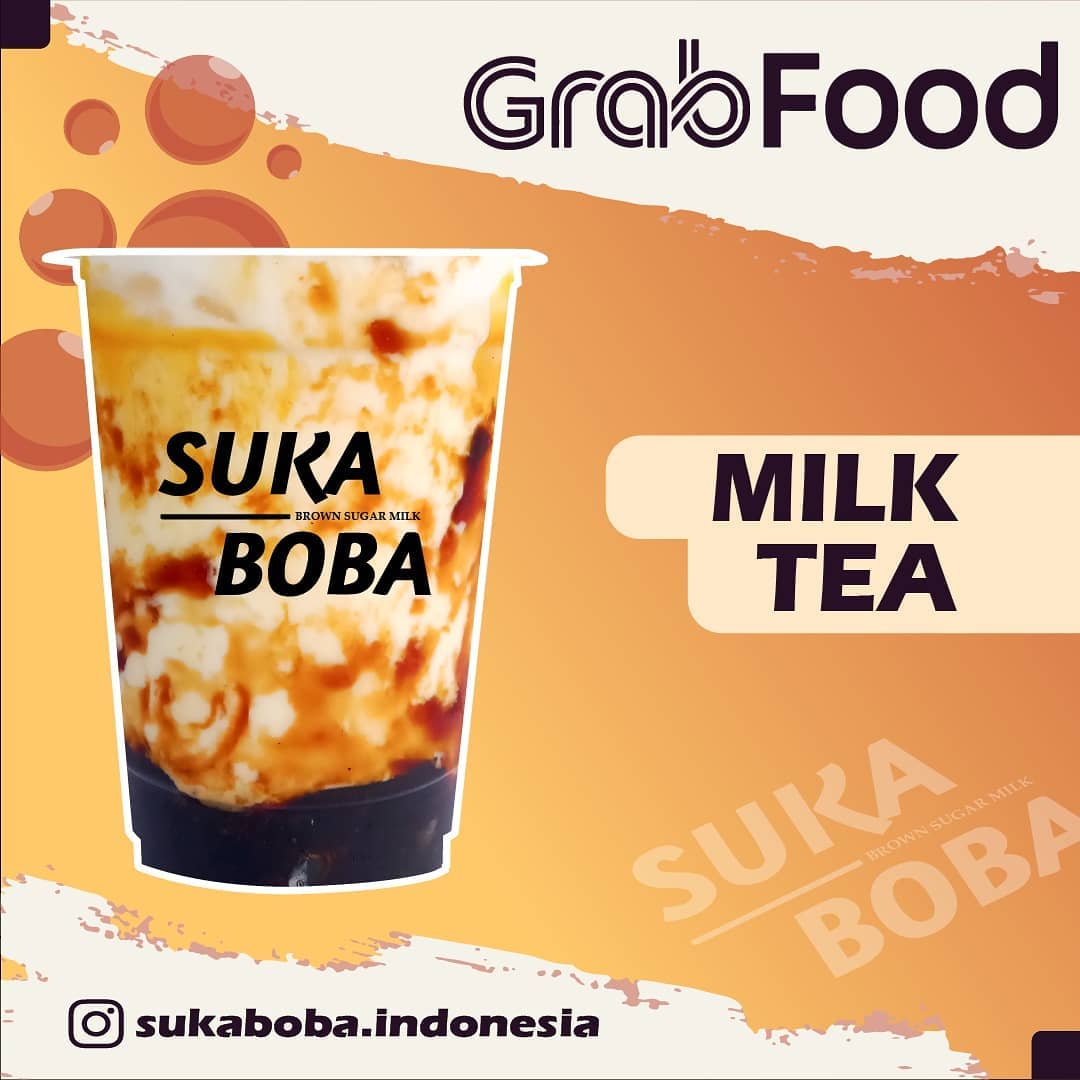 GrabFood
SUKA
BROWN SUGAR MILK
BOBA
MILK
TEA
SUKA
BROWN SUGAR MILK
BOBA
sukaboba.indonesia